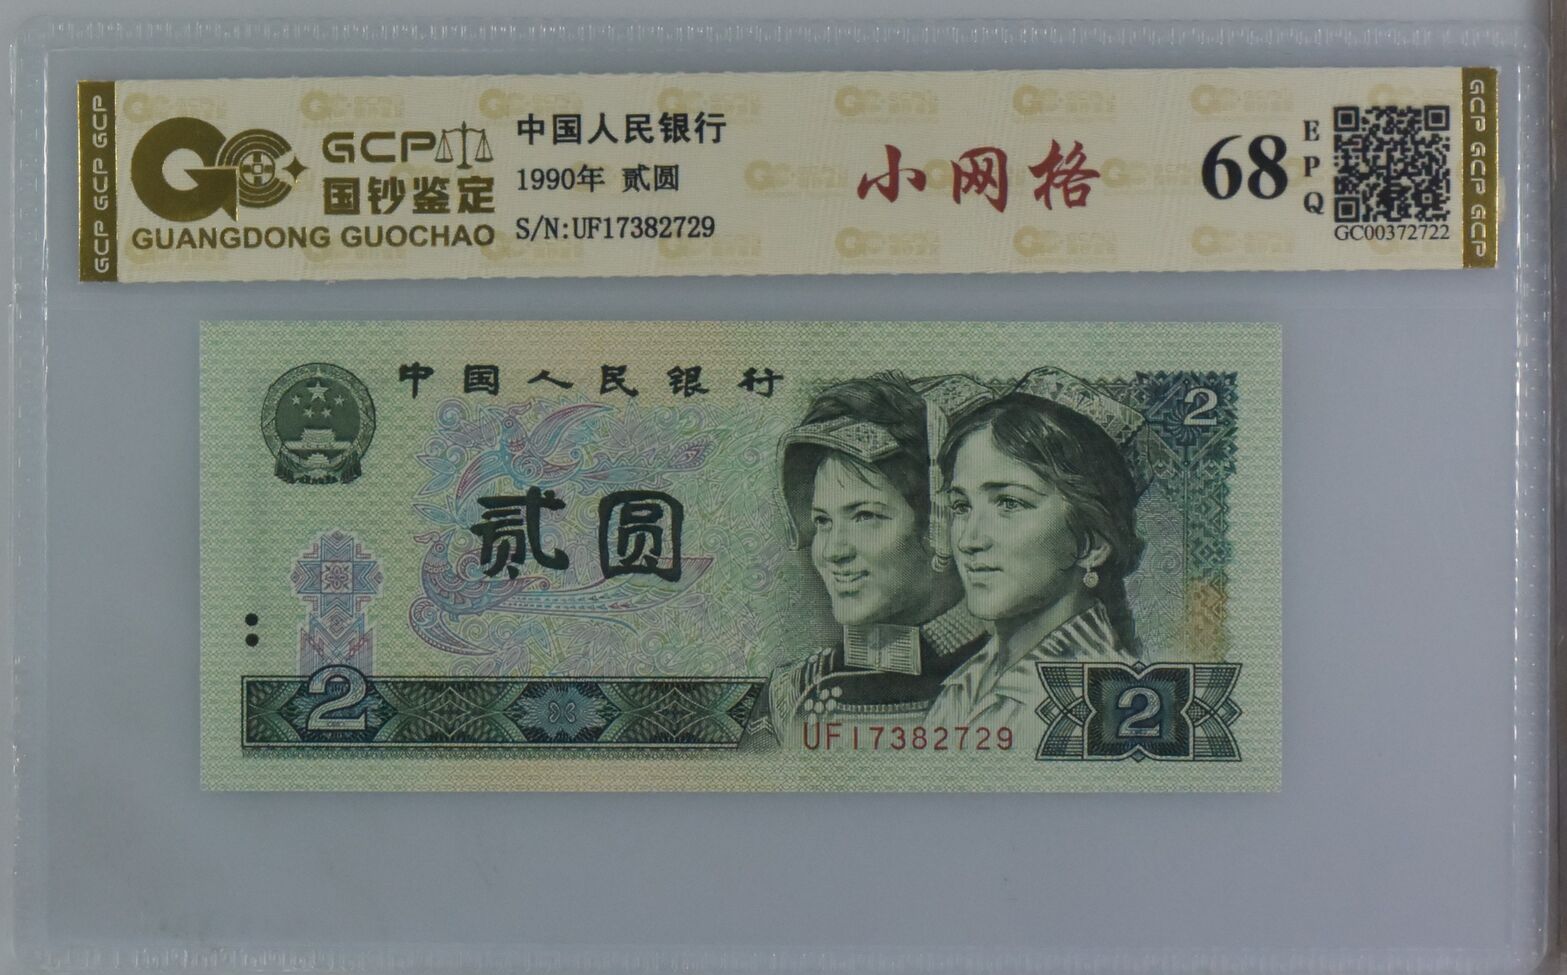 GCP GCP GCP
GCP
国钞鉴定
GUANGDONG GUOCHAO
中国人民银行
1990年 贰圆
S/N:UF17382729
小网格
68
EPQ
GC00372722
GCP GCP GCP
中国人民银行
2
贰圆
2
UF17382729
2